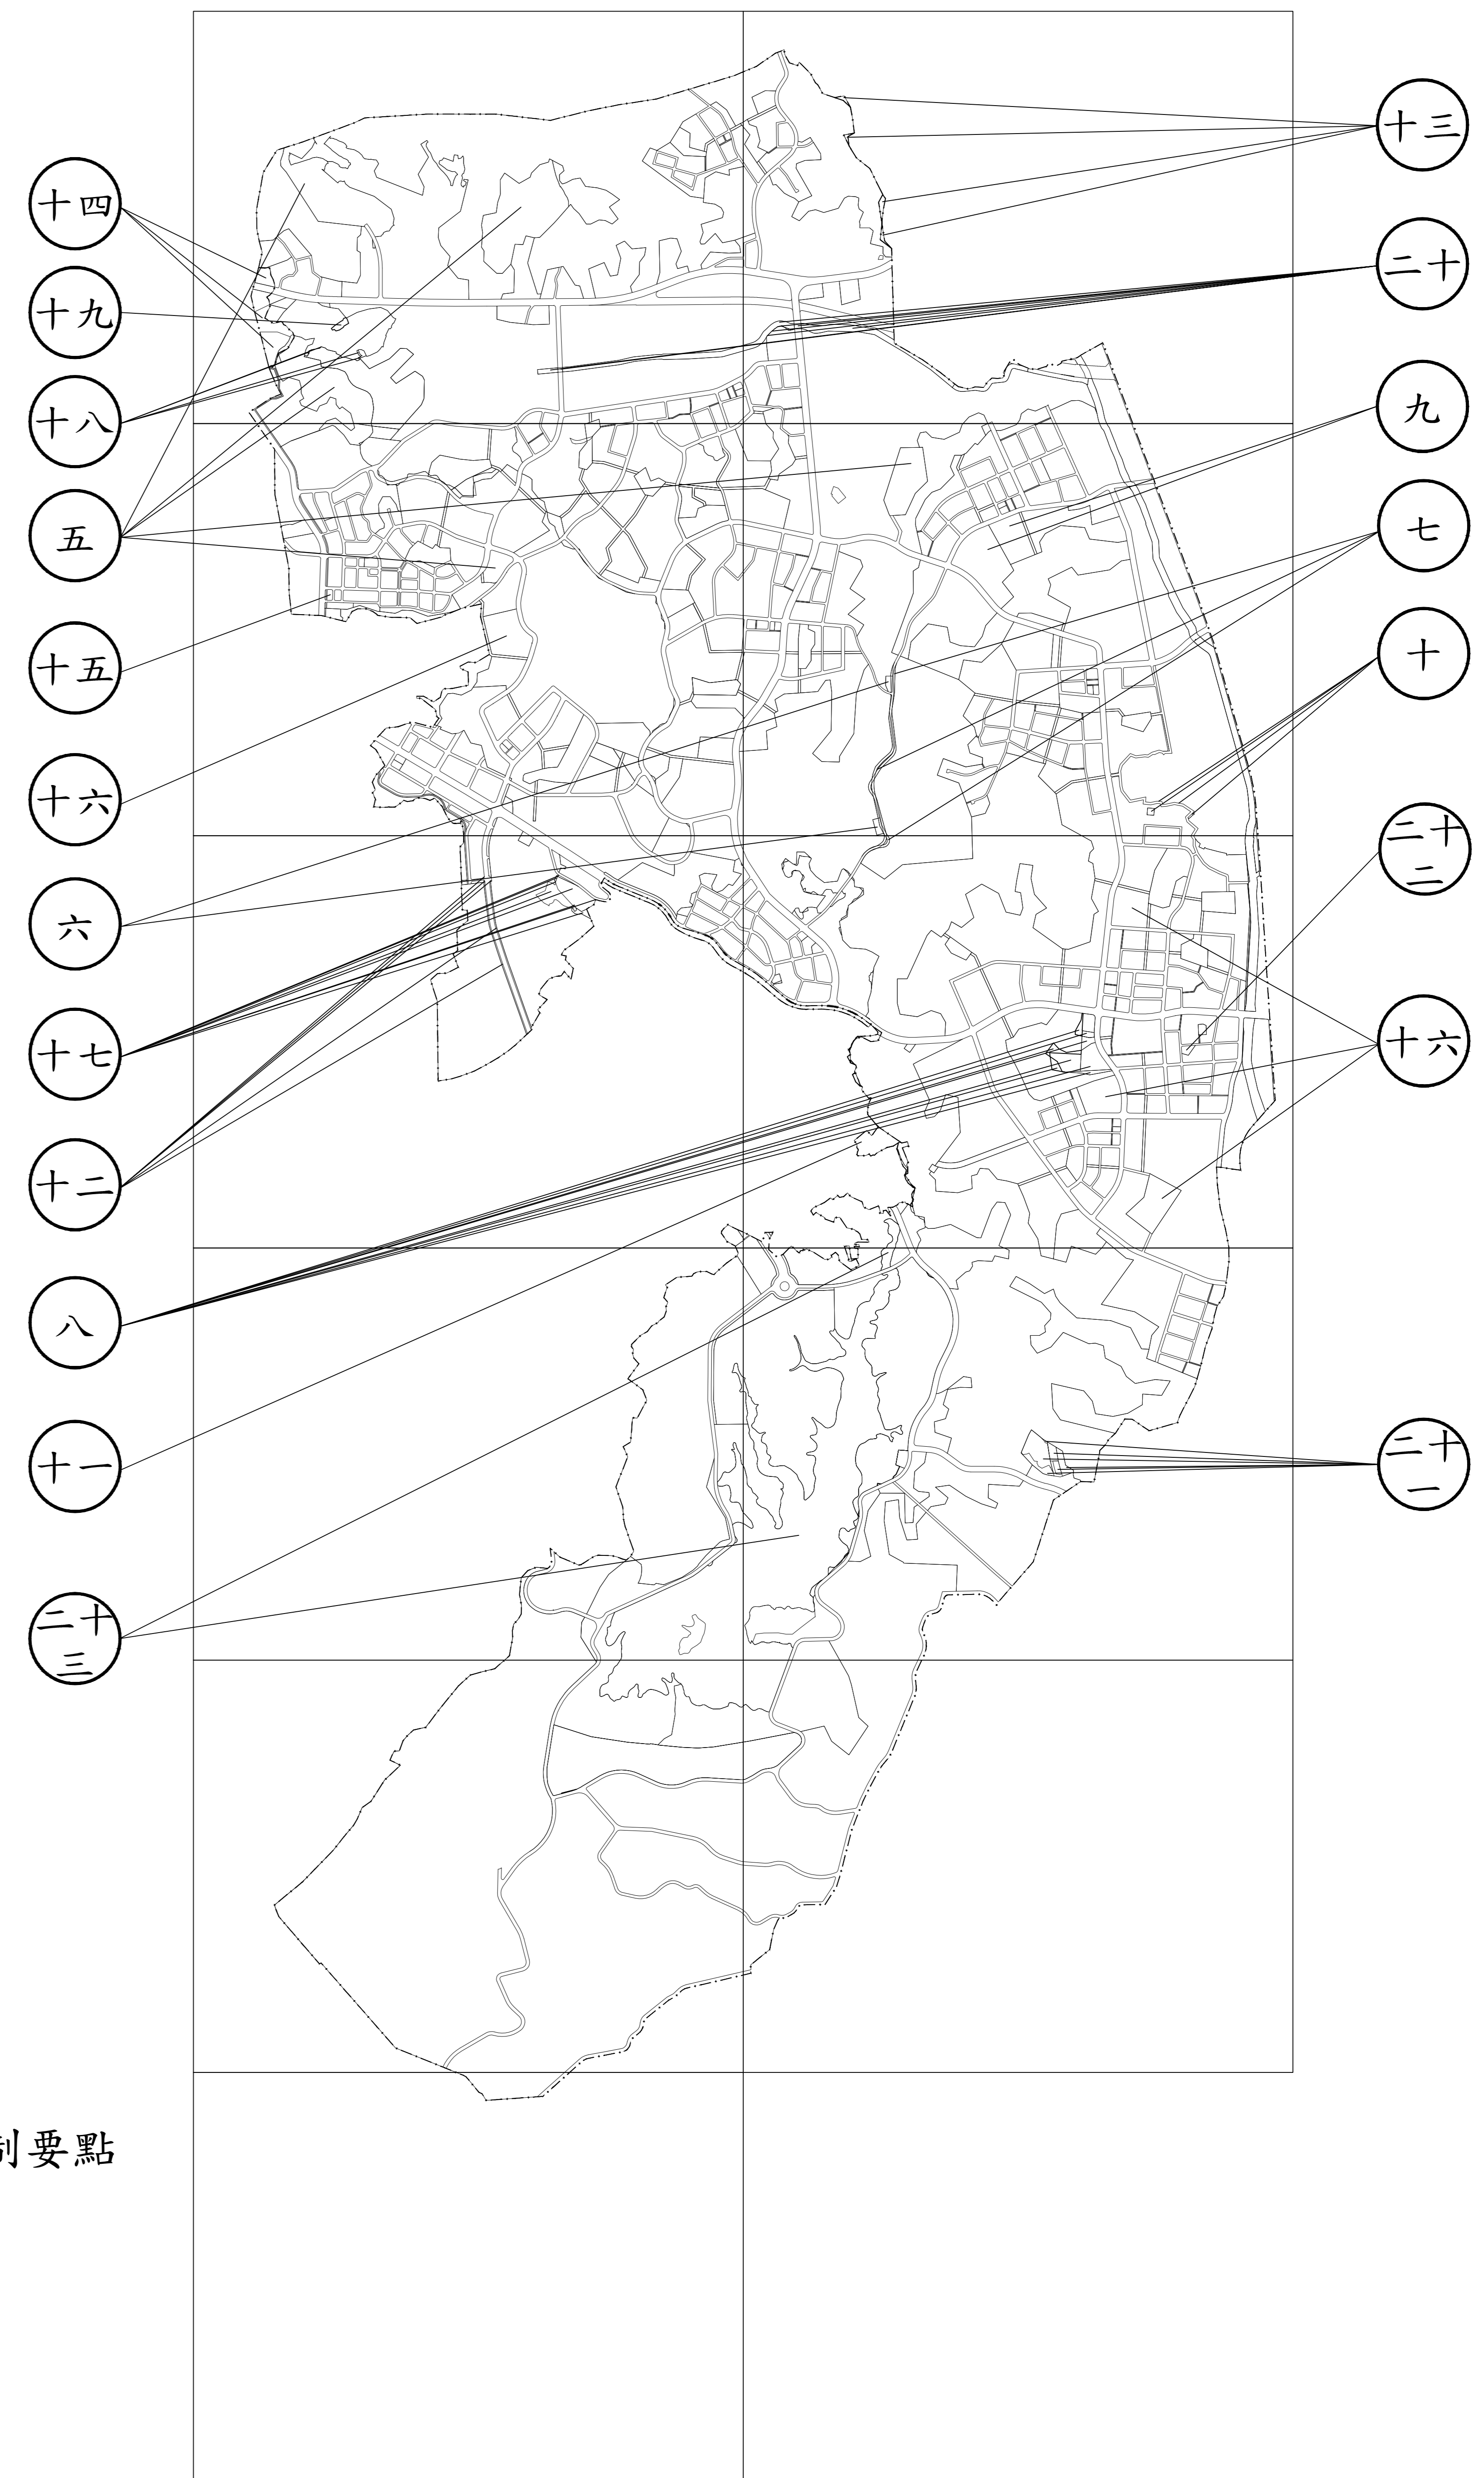 十四
十九
十八
五
十五
十六
六
十七
十二
八
十一
二十
三
十三
二十
九
七
十
二十
二
十六
二十
一
制要點